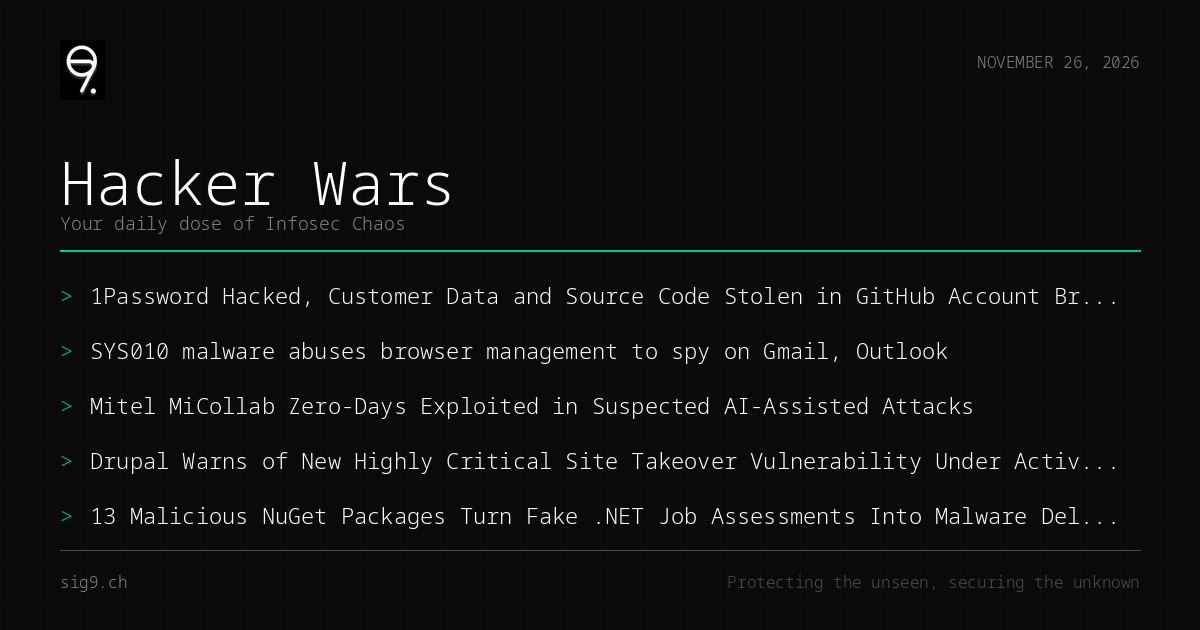 9.
NOVEMBER 26, 2026
Hacker Wars
Your daily dose of Infosec Chaos
> 1Password Hacked, Customer Data and Source Code Stolen in GitHub Account Br...
> SYS010 malware abuses browser management to spy on Gmail, Outlook
> Mitel MiCollab Zero-Days Exploited in Suspected AI-Assisted Attacks
> Drupal Warns of New Highly Critical Site Takeover Vulnerability Under Activ...
> 13 Malicious NuGet Packages Turn Fake .NET Job Assessments Into Malware Del...
sig9.ch
Protecting the unseen, securing the unknown